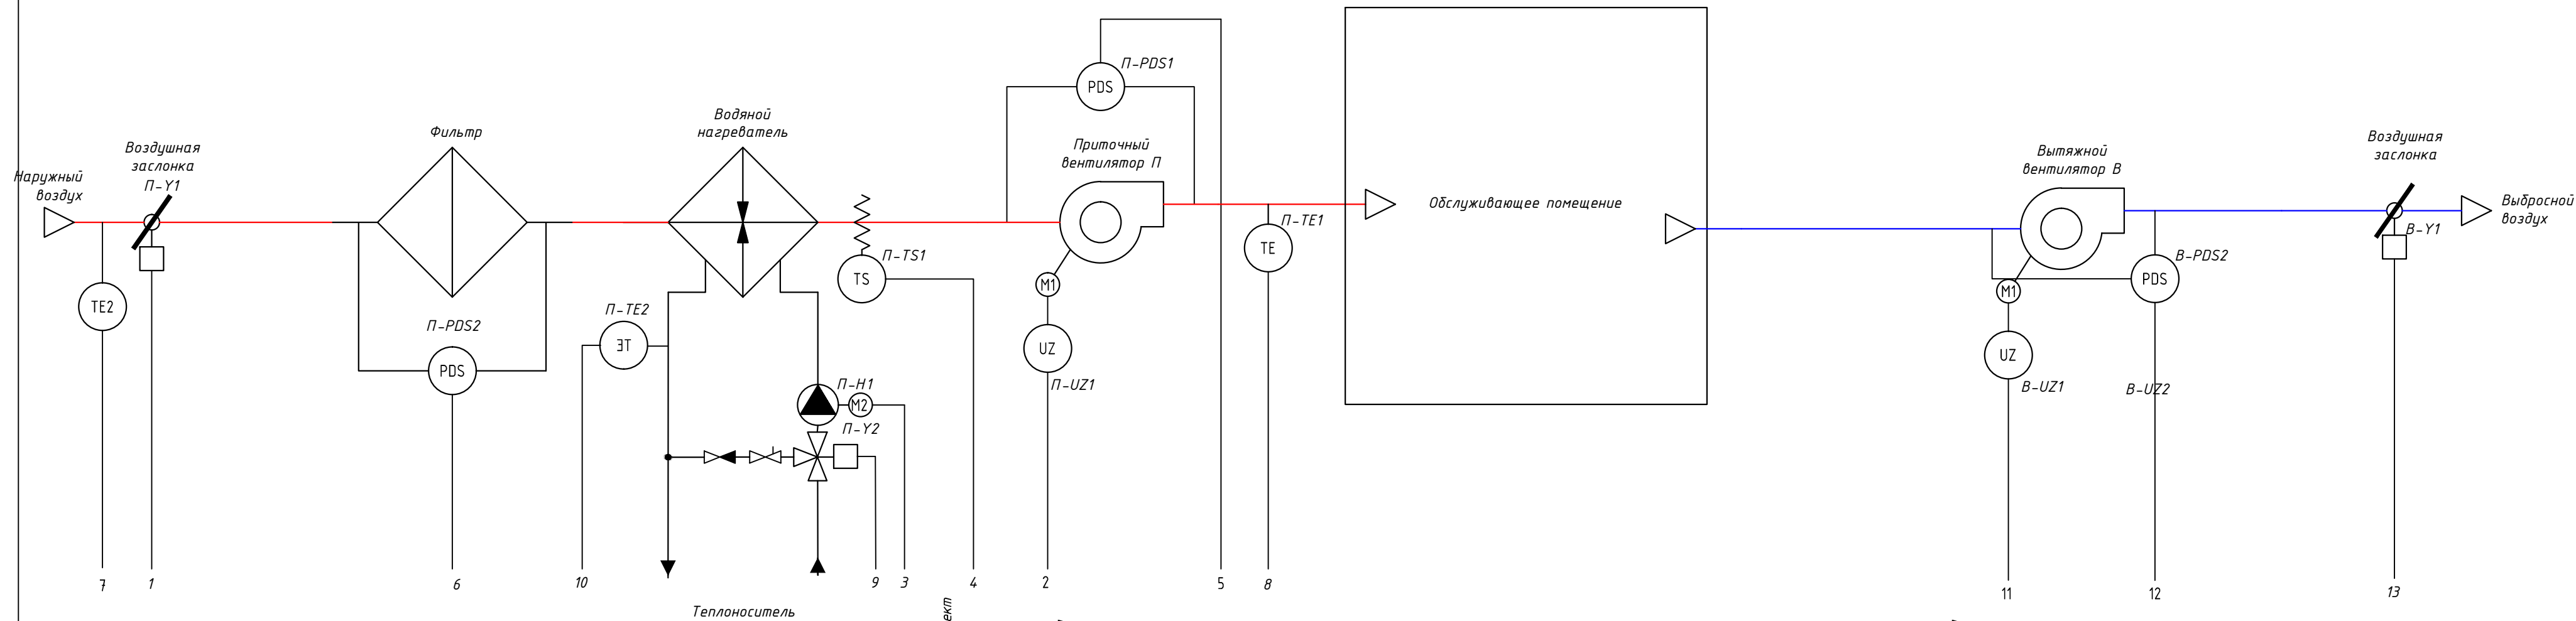 П-PDS1
PDS
Водяной
нагреватель
Фильтр
Воздушная
заслонка
П-Y1
Наружный
воздух
Приточный
вентилятор П
Вытяжной
вентилятор В
Воздушная
заслонка
Обслуживающее помещение
Выбросной
воздух
П-TE1
TE
П-TS1
TS
В-Y1
В-PDS2
PDS
M1
M1
TE2
П-TE2
ТЕ
П-PDS2
PDS
UZ
П-UZ1
UZ
В-UZ1
В-UZ2
П-H1
M2
П-Y2
7
1
6
10
9
3
4
2
5
8
11
12
13
Теплоноситель
ект